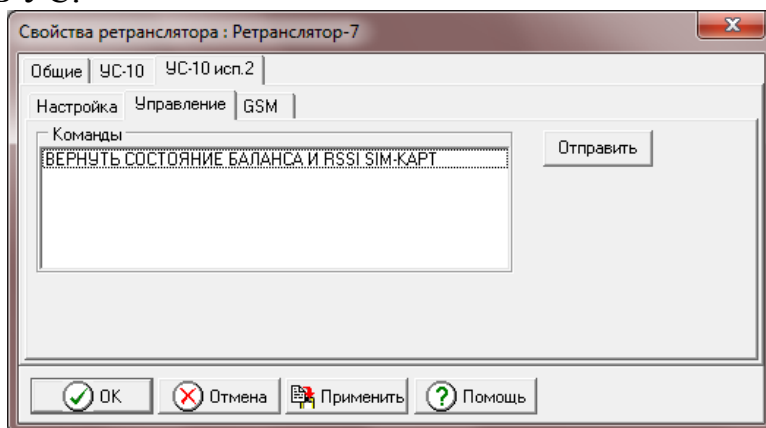 Свойства ретранслятора : Ретранслятор-7
Общие УС-10 УС-10 исп.2
Настройка Управление GSM
Команды
ВЕРНУТЬ СОСТОЯНИЕ БАЛАНСА И RSSI SIM-КАРТ
Отправить
OK Отмена Применить Помощь